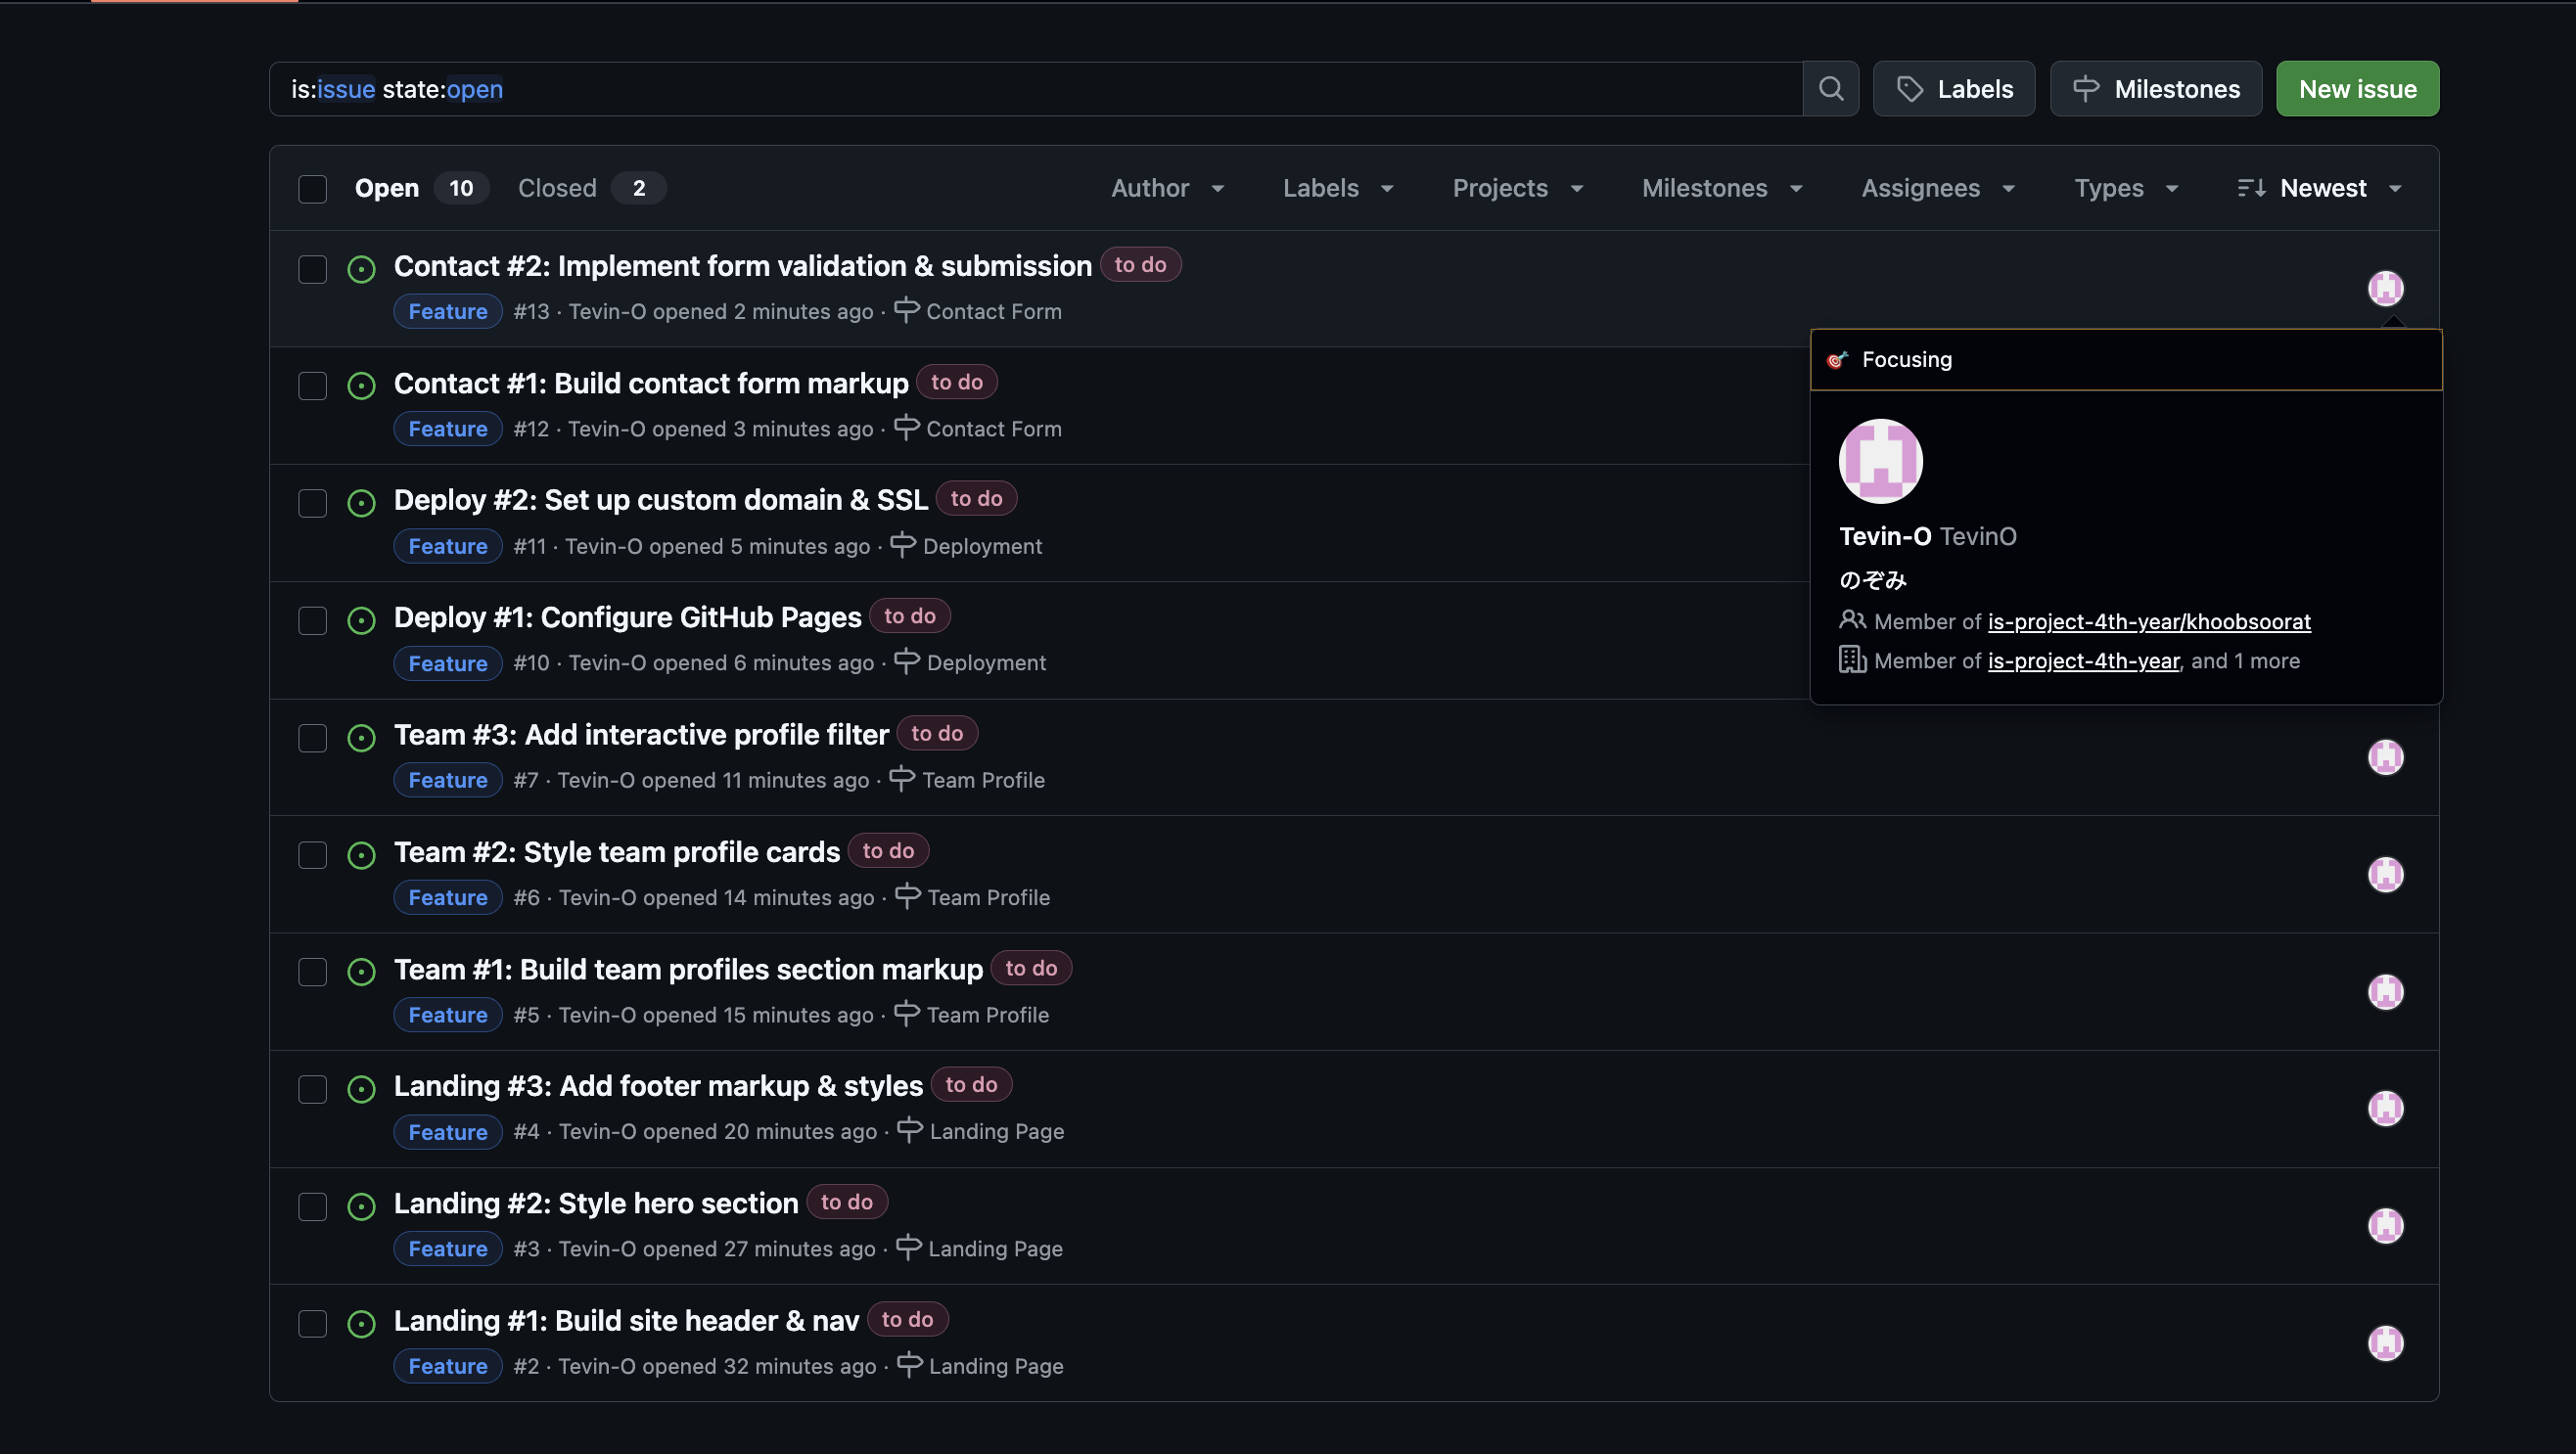 is:issue state:open
Labels
Milestones
New issue
Open 10 Closed 2
Author Labels Projects Milestones Assignees Types Newest
Contact #2: Implement form validation & submission to do
Feature #13 · Tevin-O opened 2 minutes ago · Contact Form
Contact #1: Build contact form markup to do
Feature #12 · Tevin-O opened 3 minutes ago · Contact Form
Deploy #2: Set up custom domain & SSL to do
Feature #11 · Tevin-O opened 5 minutes ago · Deployment
Deploy #1: Configure GitHub Pages to do
Feature #10 · Tevin-O opened 6 minutes ago · Deployment
Team #3: Add interactive profile filter to do
Feature #7 · Tevin-O opened 11 minutes ago · Team Profile
Team #2: Style team profile cards to do
Feature #6 · Tevin-O opened 14 minutes ago · Team Profile
Team #1: Build team profiles section markup to do
Feature #5 · Tevin-O opened 15 minutes ago · Team Profile
Landing #3: Add footer markup & styles to do
Feature #4 · Tevin-O opened 20 minutes ago · Landing Page
Landing #2: Style hero section to do
Feature #3 · Tevin-O opened 27 minutes ago · Landing Page
Landing #1: Build site header & nav to do
Feature #2 · Tevin-O opened 32 minutes ago · Landing Page
Focusing
Tevin-O TevinO
のぞみ
Member of is-project-4th-year/khoobsoorat
Member of is-project-4th-year, and 1 more